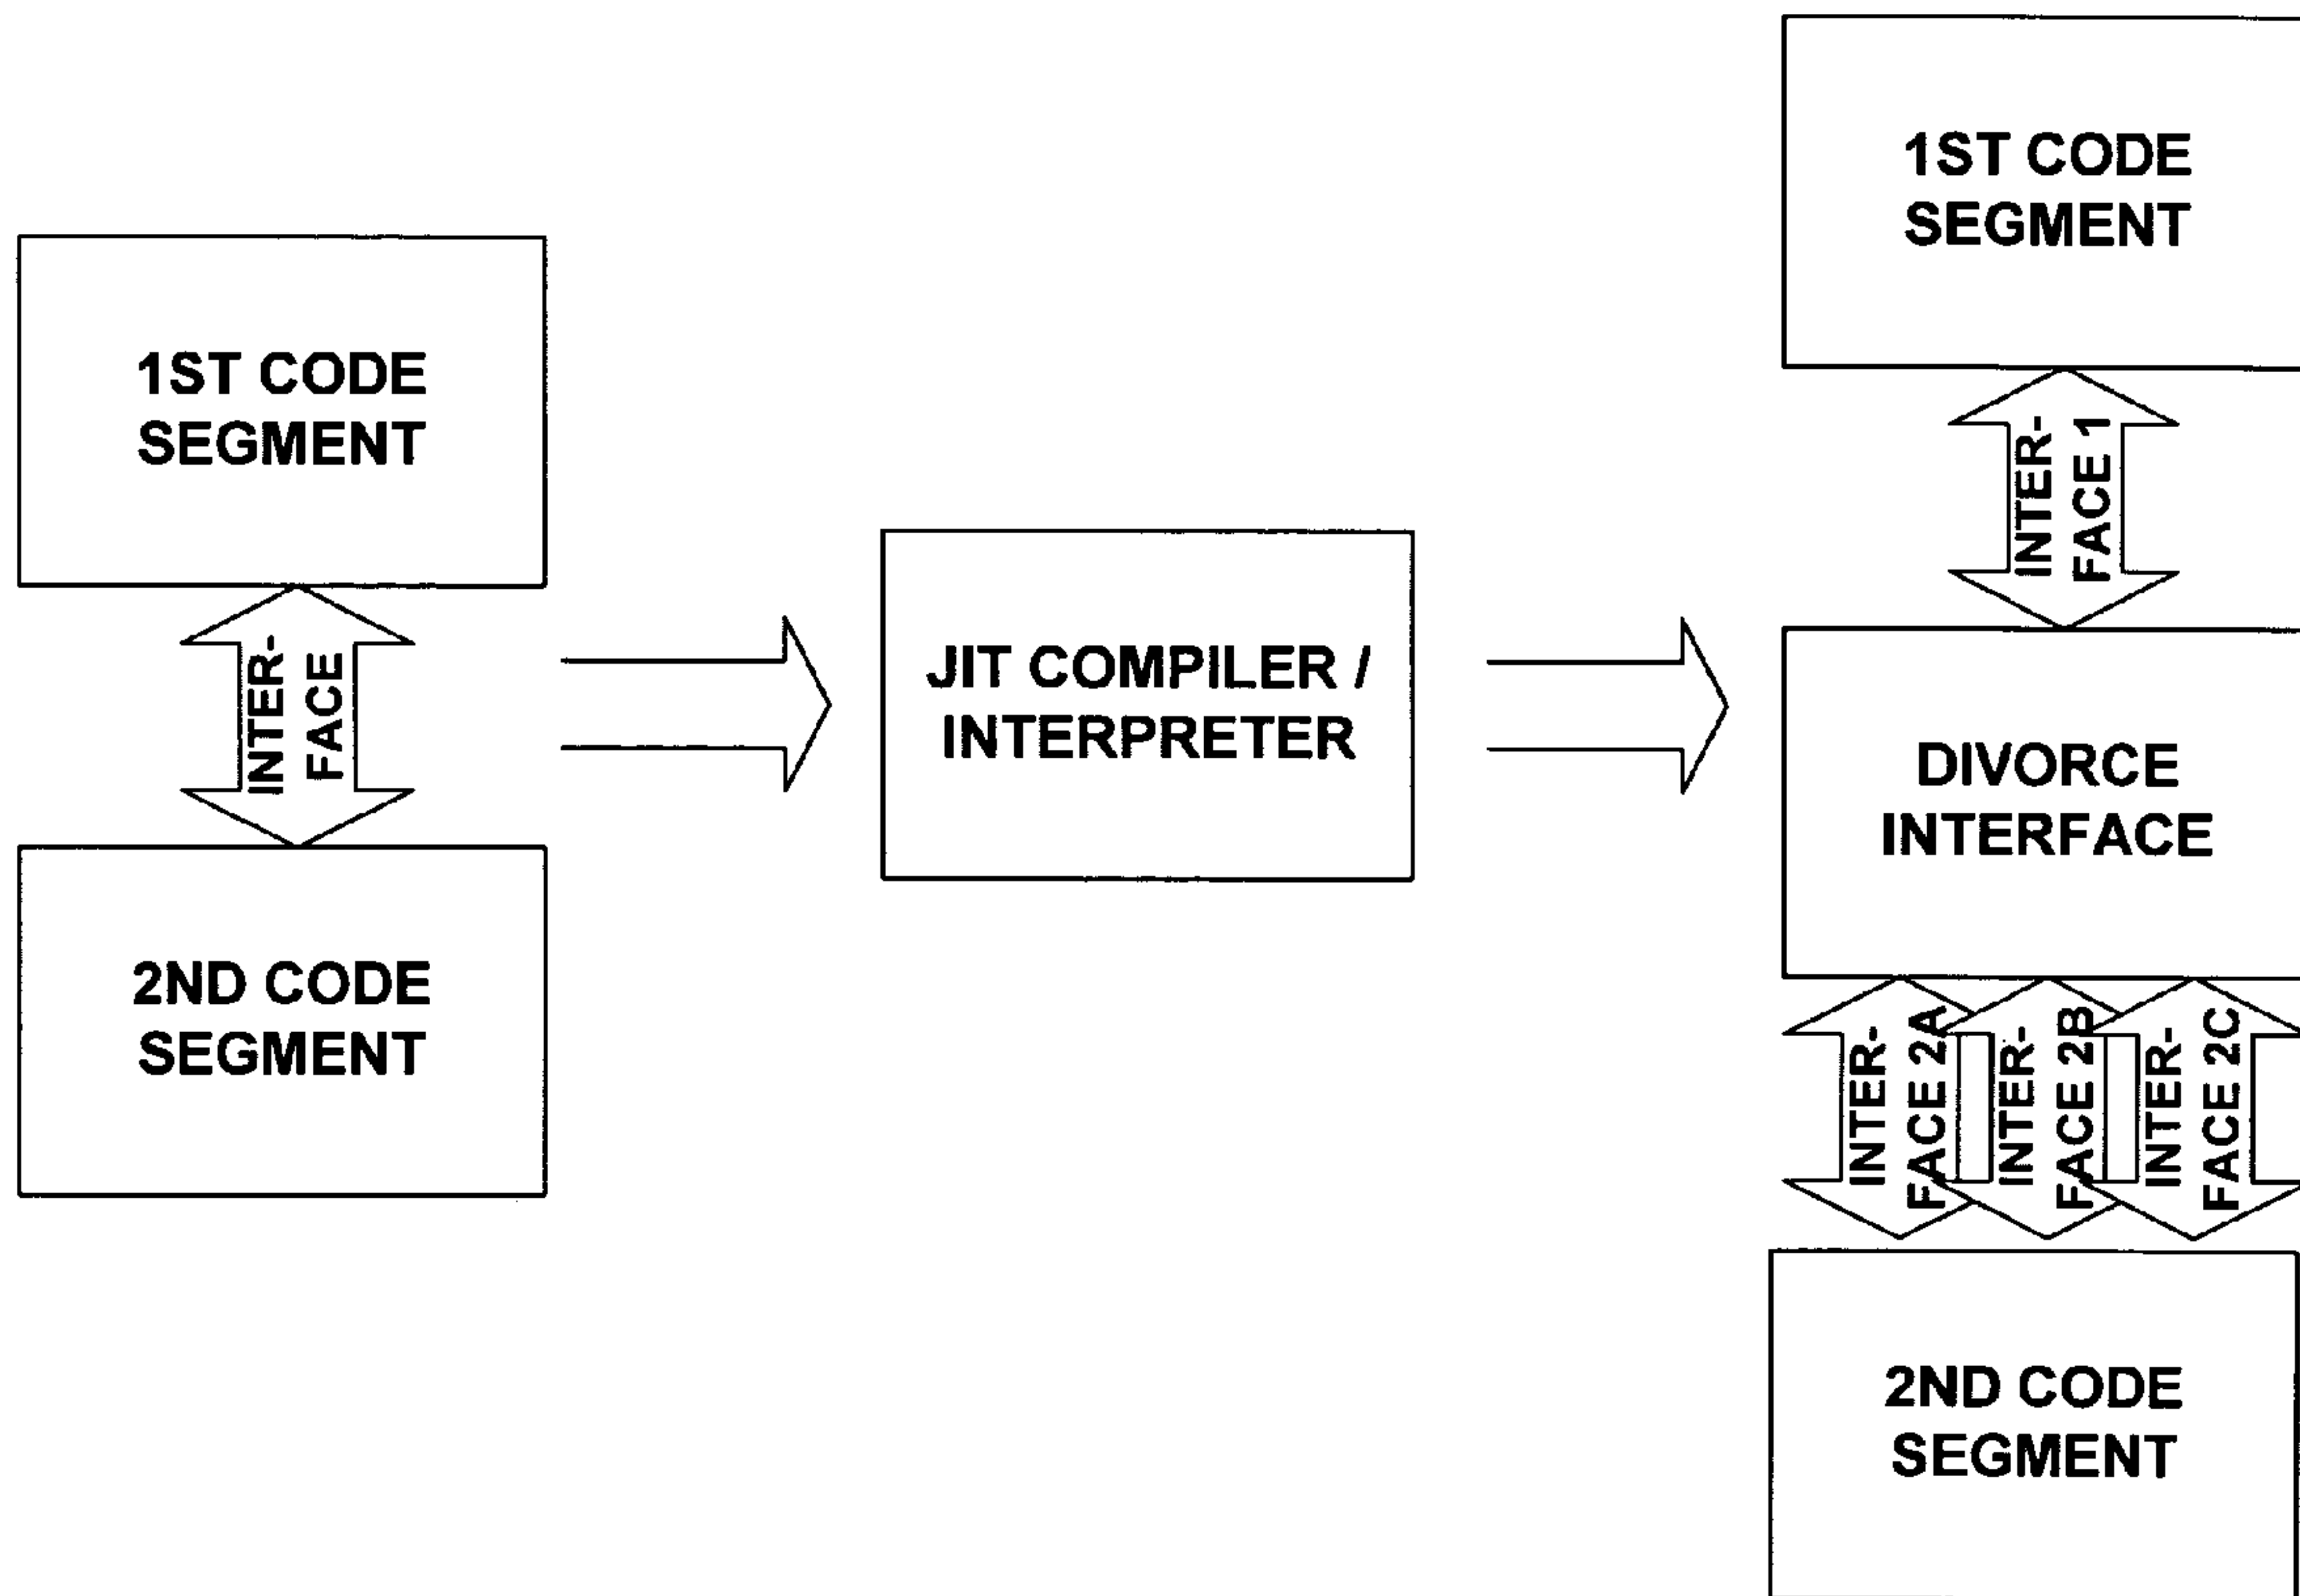 1ST CODE
SEGMENT
INTER-
FACE
2ND CODE
SEGMENT
JIT COMPILER /
INTERPRETER
1ST CODE
SEGMENT
INTER-
FACE 1
DIVORCE
INTERFACE
INTER-
FACE 2A
INTER-
FACE 2B
INTER-
FACE 2C
2ND CODE
SEGMENT